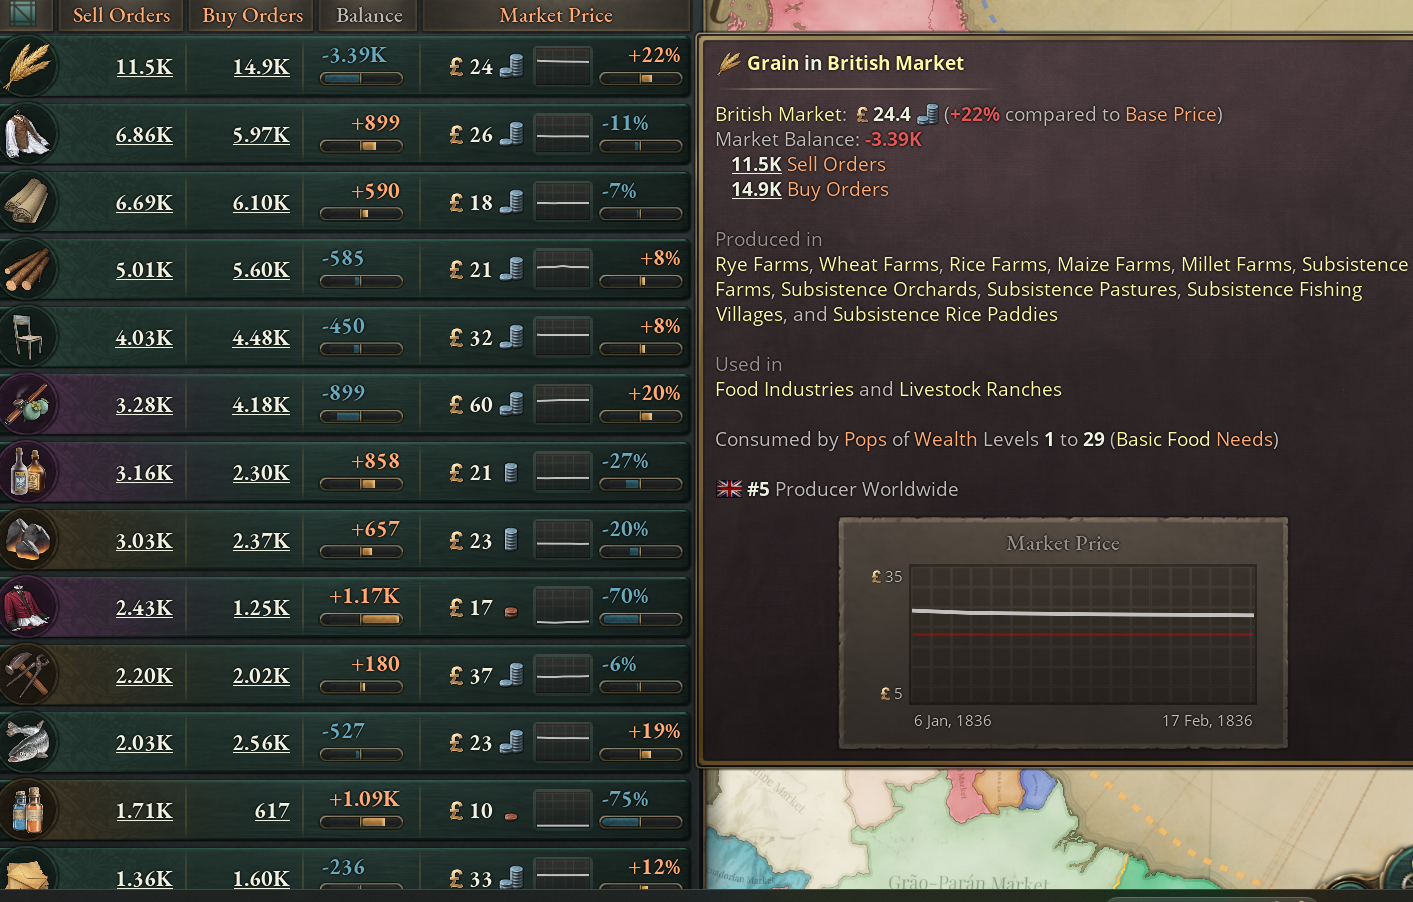 Sell Orders Buy Orders Balance Market Price
11.5K 14.9K -3.39K £ 24 +22%
6.86K 5.97K +899 £ 26 -11%
6.69K 6.10K +590 £ 18 -7%
5.01K 5.60K -585 £ 21 +8%
4.03K 4.48K -450 £ 32 +8%
3.28K 4.18K -899 £ 60 +20%
3.16K 2.30K +858 £ 21 -27%
3.03K 2.37K +657 £ 23 -20%
2.43K 1.25K +1.17K £ 17 -70%
2.20K 2.02K +180 £ 37 -6%
2.03K 2.56K -527 £ 23 +19%
1.71K 617 +1.09K £ 10 -75%
1.36K 1.60K -236 £ 33 +12%
Grain in British Market
British Market: £ 24.4 (+22% compared to Base Price)
Market Balance: -3.39K
11.5K Sell Orders
14.9K Buy Orders
Produced in
Rye Farms, Wheat Farms, Rice Farms, Maize Farms, Millet Farms, Subsistence
Farms, Subsistence Orchards, Subsistence Pastures, Subsistence Fishing
Villages, and Subsistence Rice Paddies
Used in
Food Industries and Livestock Ranches
Consumed by Pops of Wealth Levels 1 to 29 (Basic Food Needs)
#5 Producer Worldwide
Market Price
£ 35
£ 5
6 Jan, 1836 17 Feb, 1836
Market
Market
Grão-Pará Market